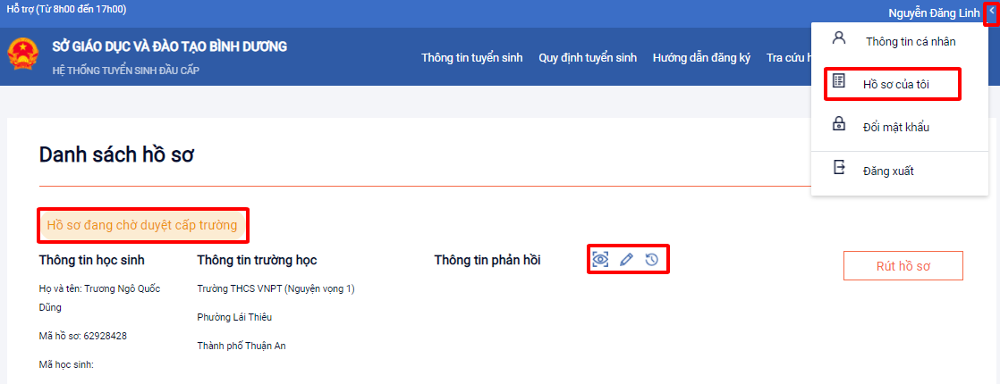 Hỗ trợ (Từ 8h00 đến 17h00)
Nguyễn Đăng Linh
SỞ GIÁO DỤC VÀ ĐÀO TẠO BÌNH DƯƠNG
HỆ THỐNG TUYỂN SINH ĐẦU CẤP
Thông tin tuyển sinh Quy định tuyển sinh Hướng dẫn đăng ký Tra cứu
Thông tin cá nhân
Hồ sơ của tôi
Đổi mật khẩu
Đăng xuất
Danh sách hồ sơ
Hồ sơ đang chờ duyệt cấp trường
Thông tin học sinh Thông tin trường học Thông tin phản hồi
Rút hồ sơ
Họ và tên: Trương Ngô Quốc
Dũng
Trường THCS VNPT (Nguyện vọng 1)
Phường Lái Thiêu
Mã hồ sơ: 62928428
Thành phố Thuận An
Mã học sinh: